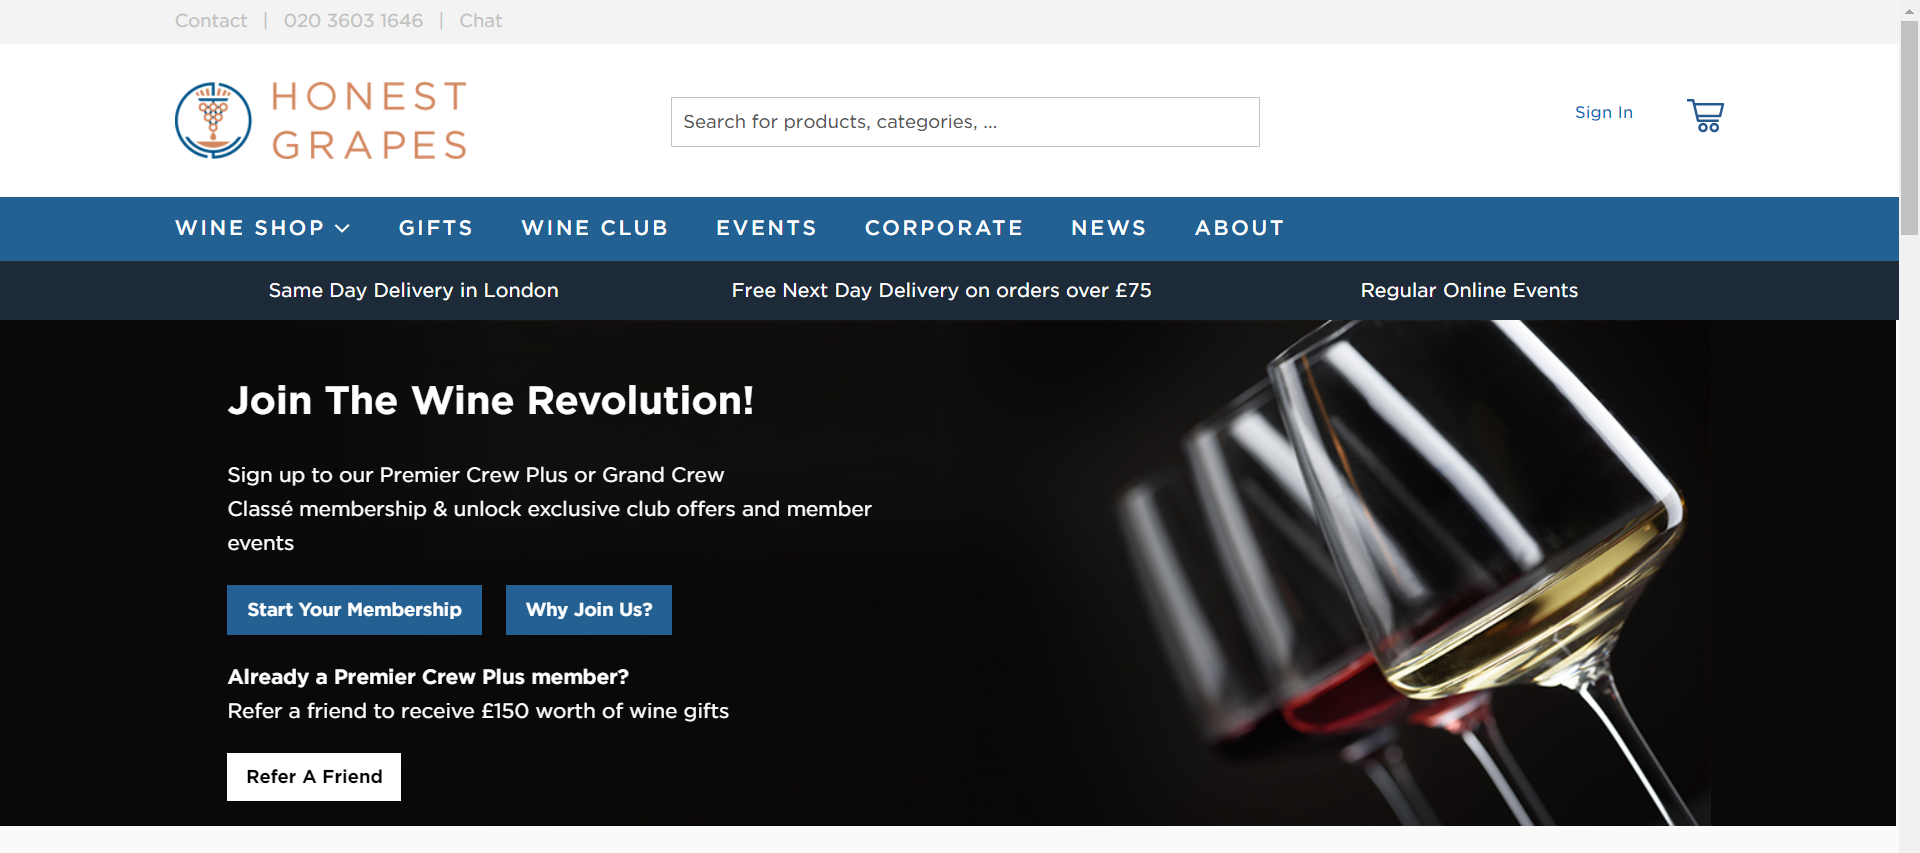 Contact | 020 3603 1646 | Chat
HONEST
GRAPES
Search for products, categories, ...
Sign In
WINE SHOP GIFTS WINE CLUB EVENTS CORPORATE NEWS ABOUT
Same Day Delivery in London Free Next Day Delivery on orders over £75 Regular Online Events
Join The Wine Revolution!
Sign up to our Premier Crew Plus or Grand Crew
Classé membership & unlock exclusive club offers and member
events
Start Your Membership Why Join Us?
Already a Premier Crew Plus member?
Refer a friend to receive £150 worth of wine gifts
Refer A Friend